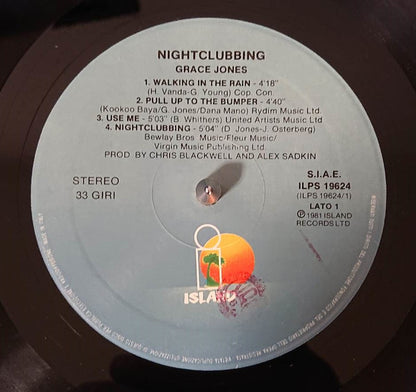 NIGHTCLUBBING
GRACE JONES
1. WALKING IN THE RAIN - 4'18"
(H. Vanda-G. Young) Cop. Con.
2. PULL UP TO THE BUMPER - 4'40"
(Kookoo Baya/G. Jones/Dana Mano) Rydim Music Ltd.
3. USE ME - 5'03" (B. Whithers) United Artists Music Ltd
4. NIGHTCLUBBING - 5'04" (D. Jones-J. Osterberg)
Bewlay Bros. Music/Fleur Music/
Virgin Music Publishing Ltd.
PROD. BY CHRIS BLACKWELL AND ALEX SADKIN
STEREO
33 GIRI
S.I.A.E.
ILPS 19624
(ILPS 19624/1)
LATO 1
℗ 1981 ISLAND
RECORDS LTD
ISLAND